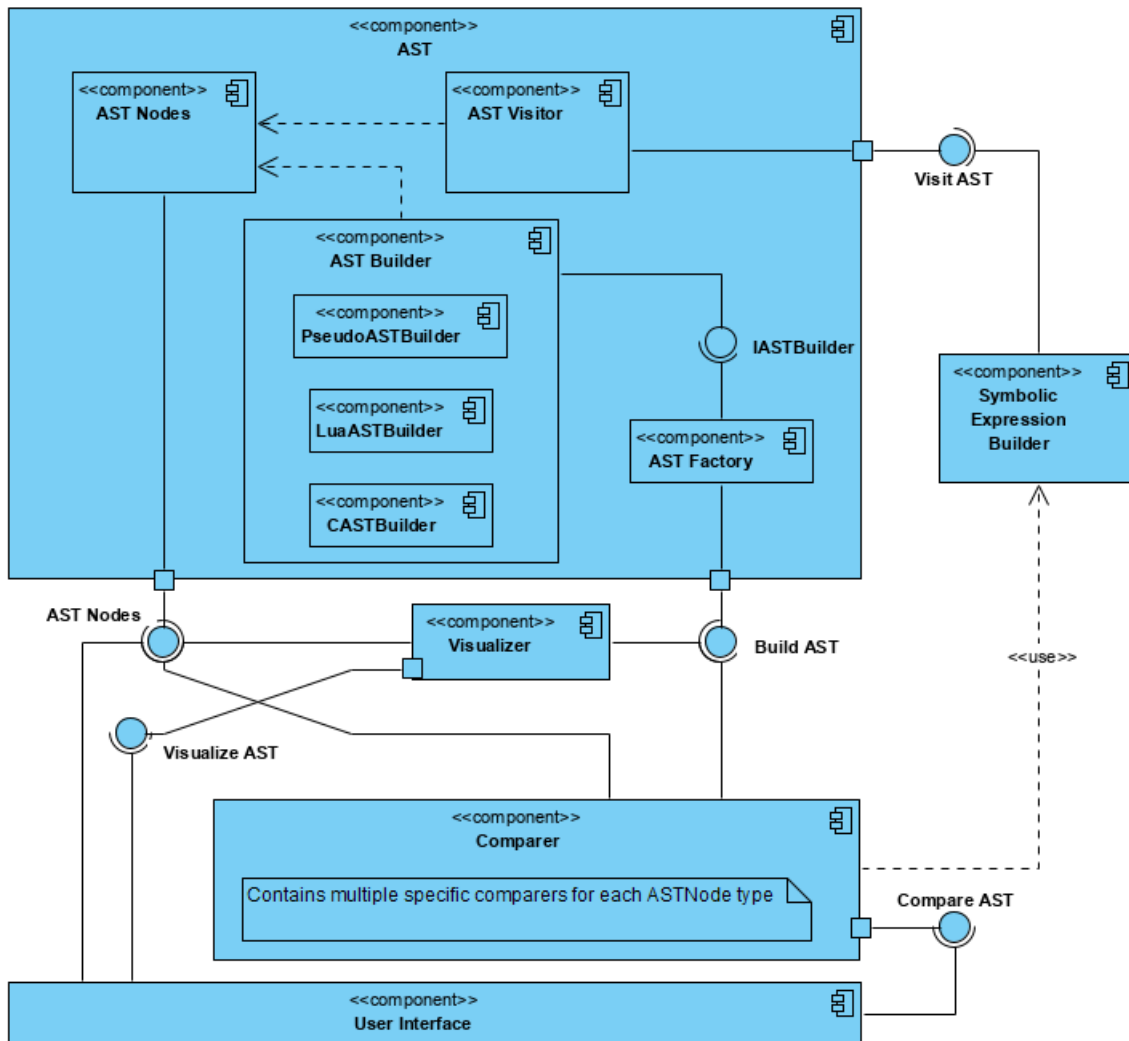 <<component>>
AST
<<component>>
AST Nodes
<<component>>
AST Visitor
Visit AST
<<component>>
AST Builder
<<component>>
PseudoASTBuilder
IASTBuilder
<<component>>
LuaASTBuilder
<<component>>
AST Factory
<<component>>
Symbolic
Expression
Builder
<<component>>
CASTBuilder
AST Nodes
<<component>>
Visualizer
Build AST
<<use>>
Visualize AST
<<component>>
Comparer
Contains multiple specific comparers for each ASTNode type
Compare AST
<<component>>
User Interface